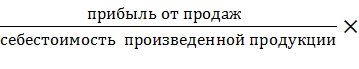 прибыль от продаж
себестоимость произведенной продукции ×